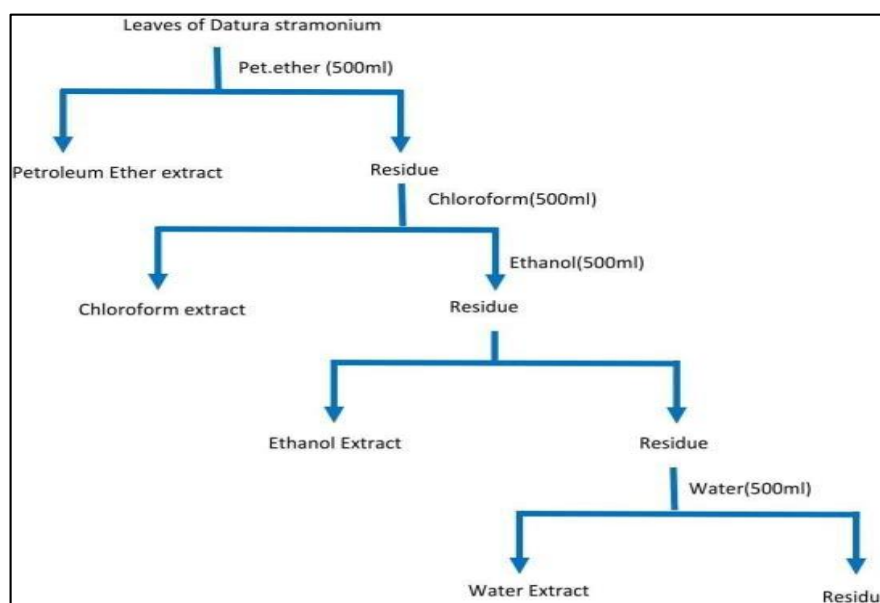 Leaves of Datura stramonium
Pet.ether (500ml)
Petroleum Ether extract
Residue
Chloroform(500ml)
Ethanol(500ml)
Chloroform extract
Residue
Ethanol Extract
Residue
Water(500ml)
Water Extract
Residu